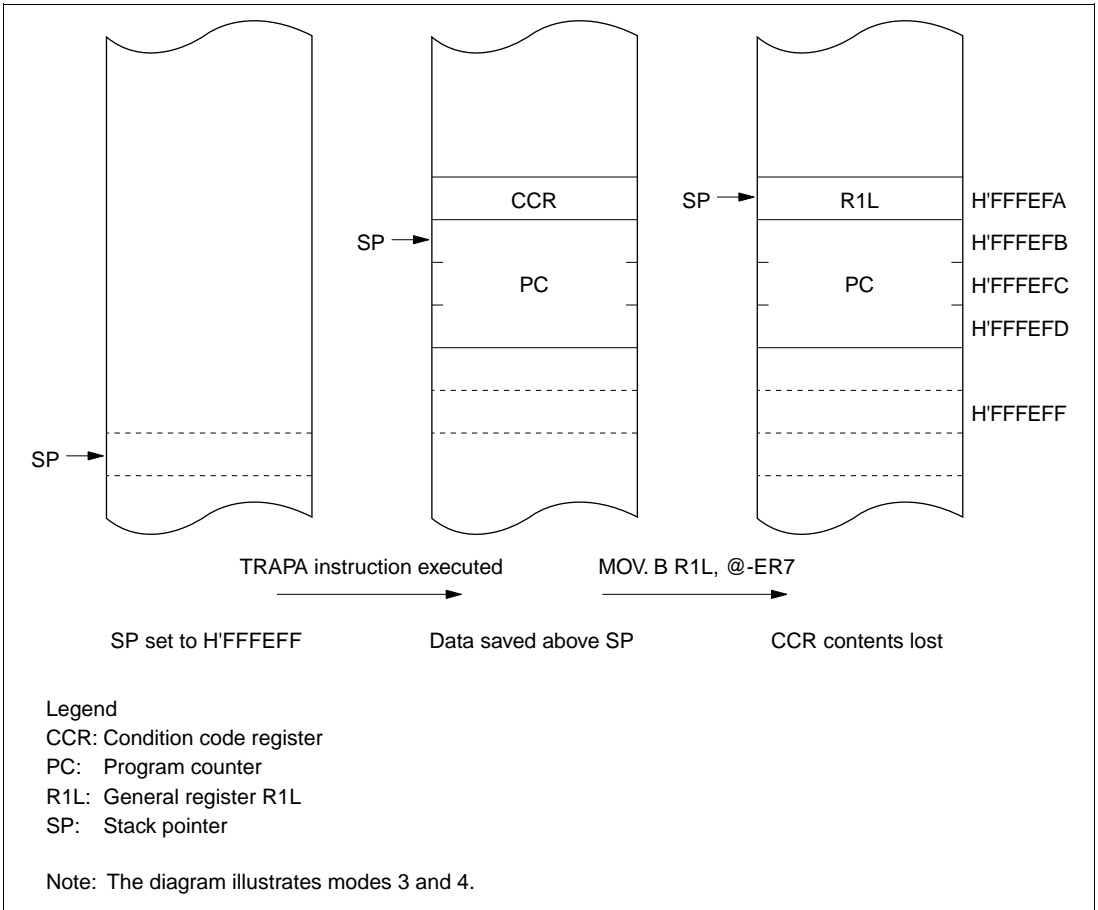 CCR
SP
R1L
H'FFFEFA
SP
H'FFFEFB
PC
PC
H'FFFEFC
H'FFFEFD
H'FFFEFF
SP
TRAPA instruction executed
MOV. B R1L, @-ER7
SP set to H'FFFEFF
Data saved above SP
CCR contents lost
Legend
CCR: Condition code register
PC: Program counter
R1L: General register R1L
SP: Stack pointer
Note: The diagram illustrates modes 3 and 4.